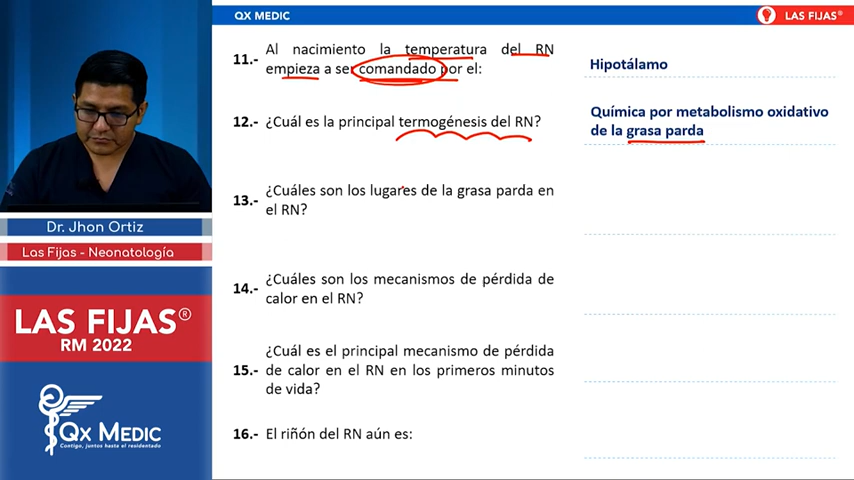 QX MEDIC
LAS FIJAS®
11.- Al nacimiento la temperatura del RN
empieza a ser comandado por el:
Hipotálamo
12.- ¿Cuál es la principal termogénesis del RN?
Química por metabolismo oxidativo
de la grasa parda
13.- ¿Cuáles son los lugares de la grasa parda en
el RN?
14.- ¿Cuáles son los mecanismos de pérdida de
calor en el RN?
15.- ¿Cuál es el principal mecanismo de pérdida
de calor en el RN en los primeros minutos
de vida?
16.- El riñón del RN aún es:
Dr. Jhon Ortiz
Las Fijas - Neonatología
LAS FIJAS®
RM 2022
QX MEDIC
Contigo, juntos hasta el residentado